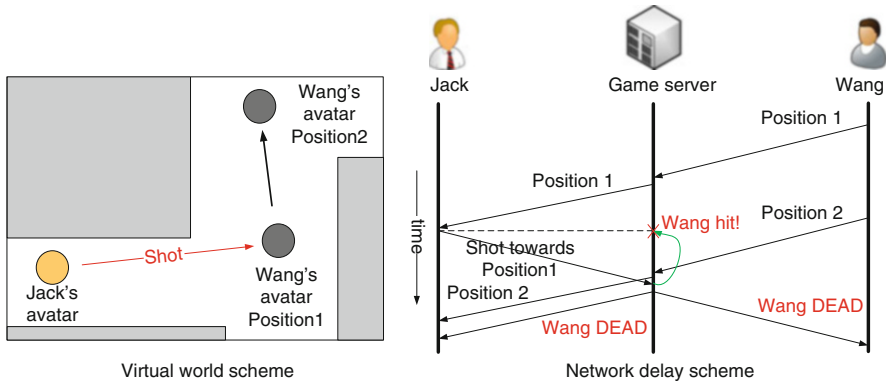 Wang's
avatar
Position2
Shot
Jack's
avatar
Wang's
avatar
Position1
Virtual world scheme
Jack
Game server
Wang
Position 1
Position 1
time
Position 2
Wang hit!
Shot towards
Position1
Position 2
Wang DEAD
Wang DEAD
Network delay scheme